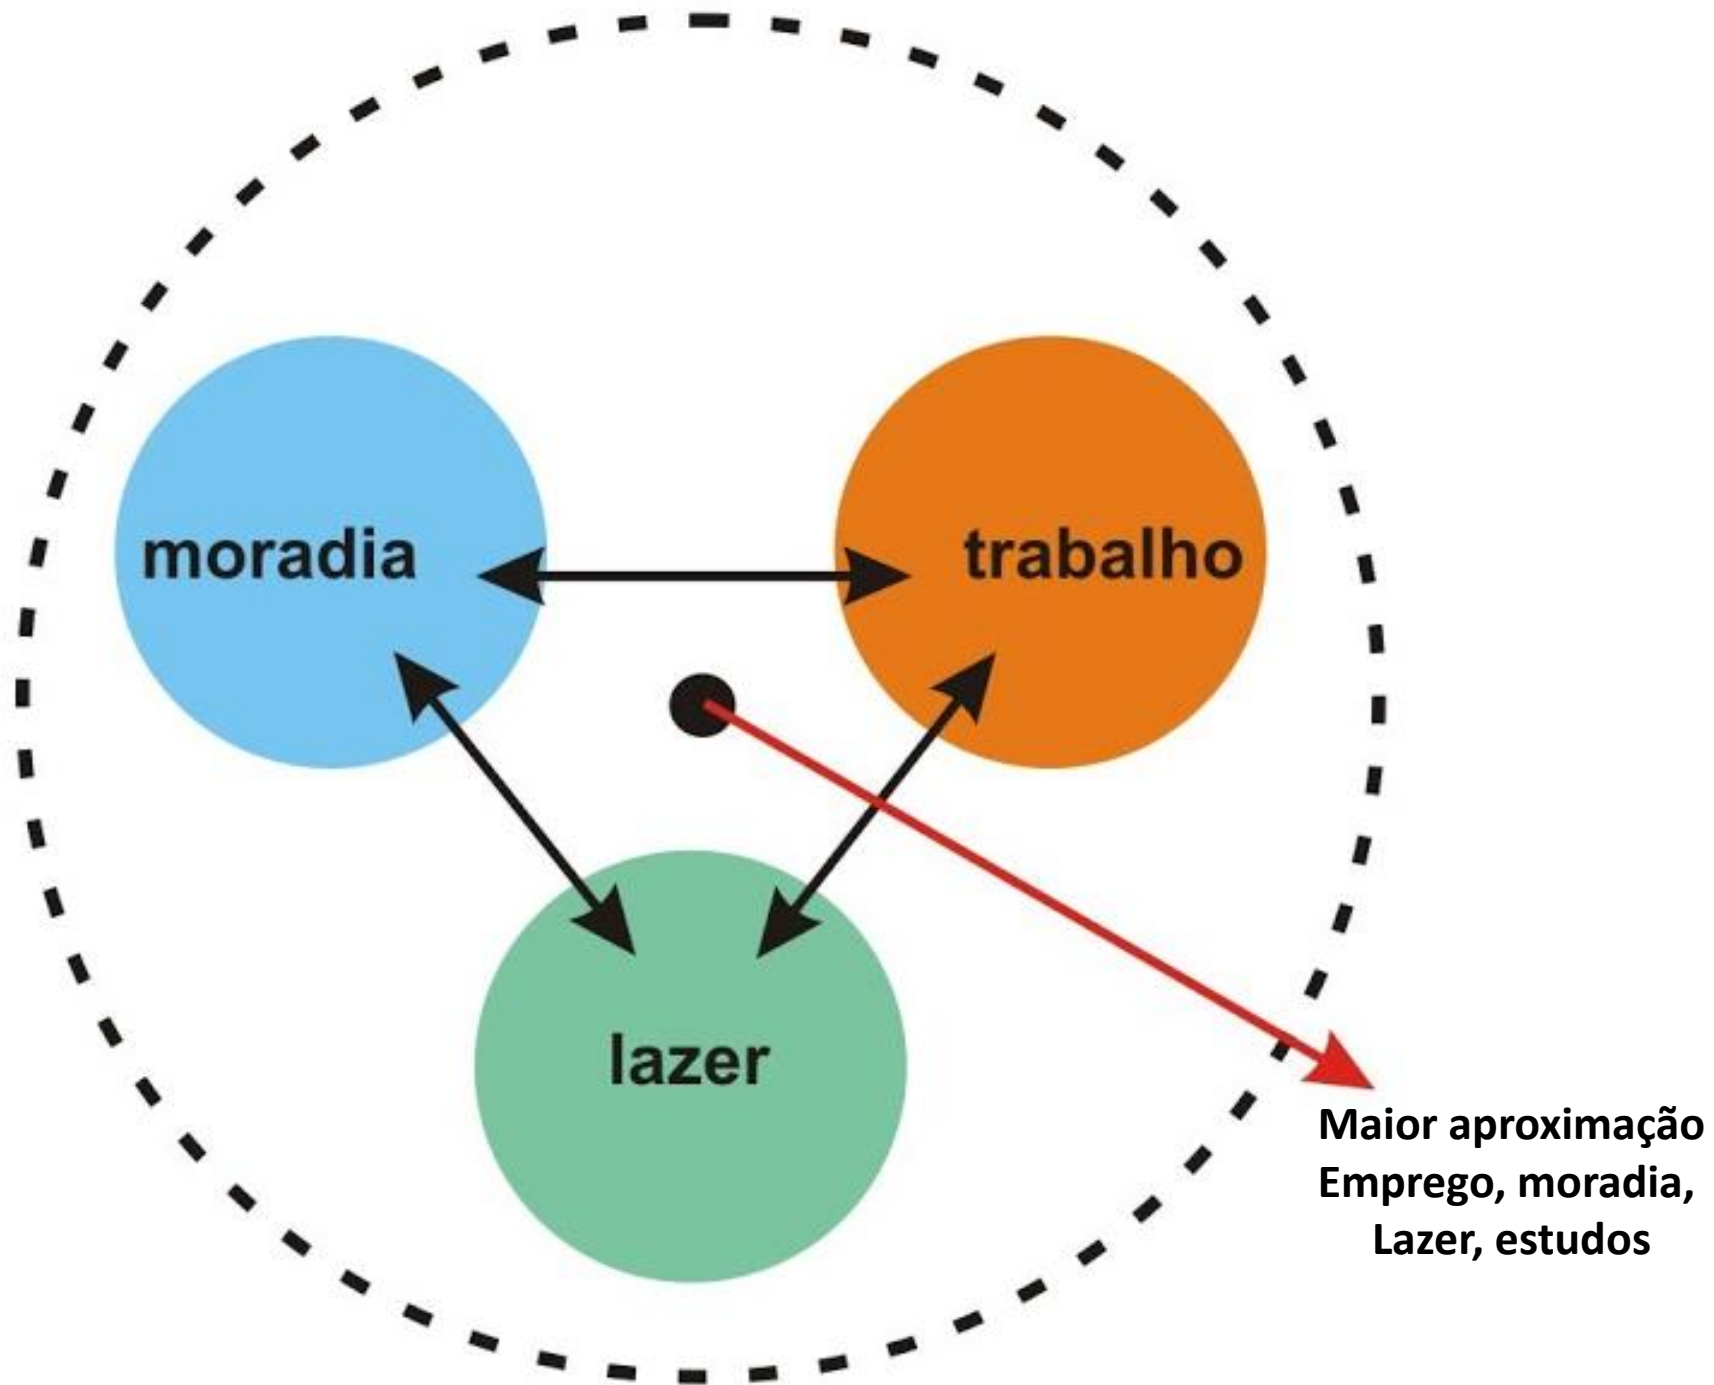 moradia
trabalho
lazer
Maior aproximação
Emprego, moradia,
Lazer, estudos